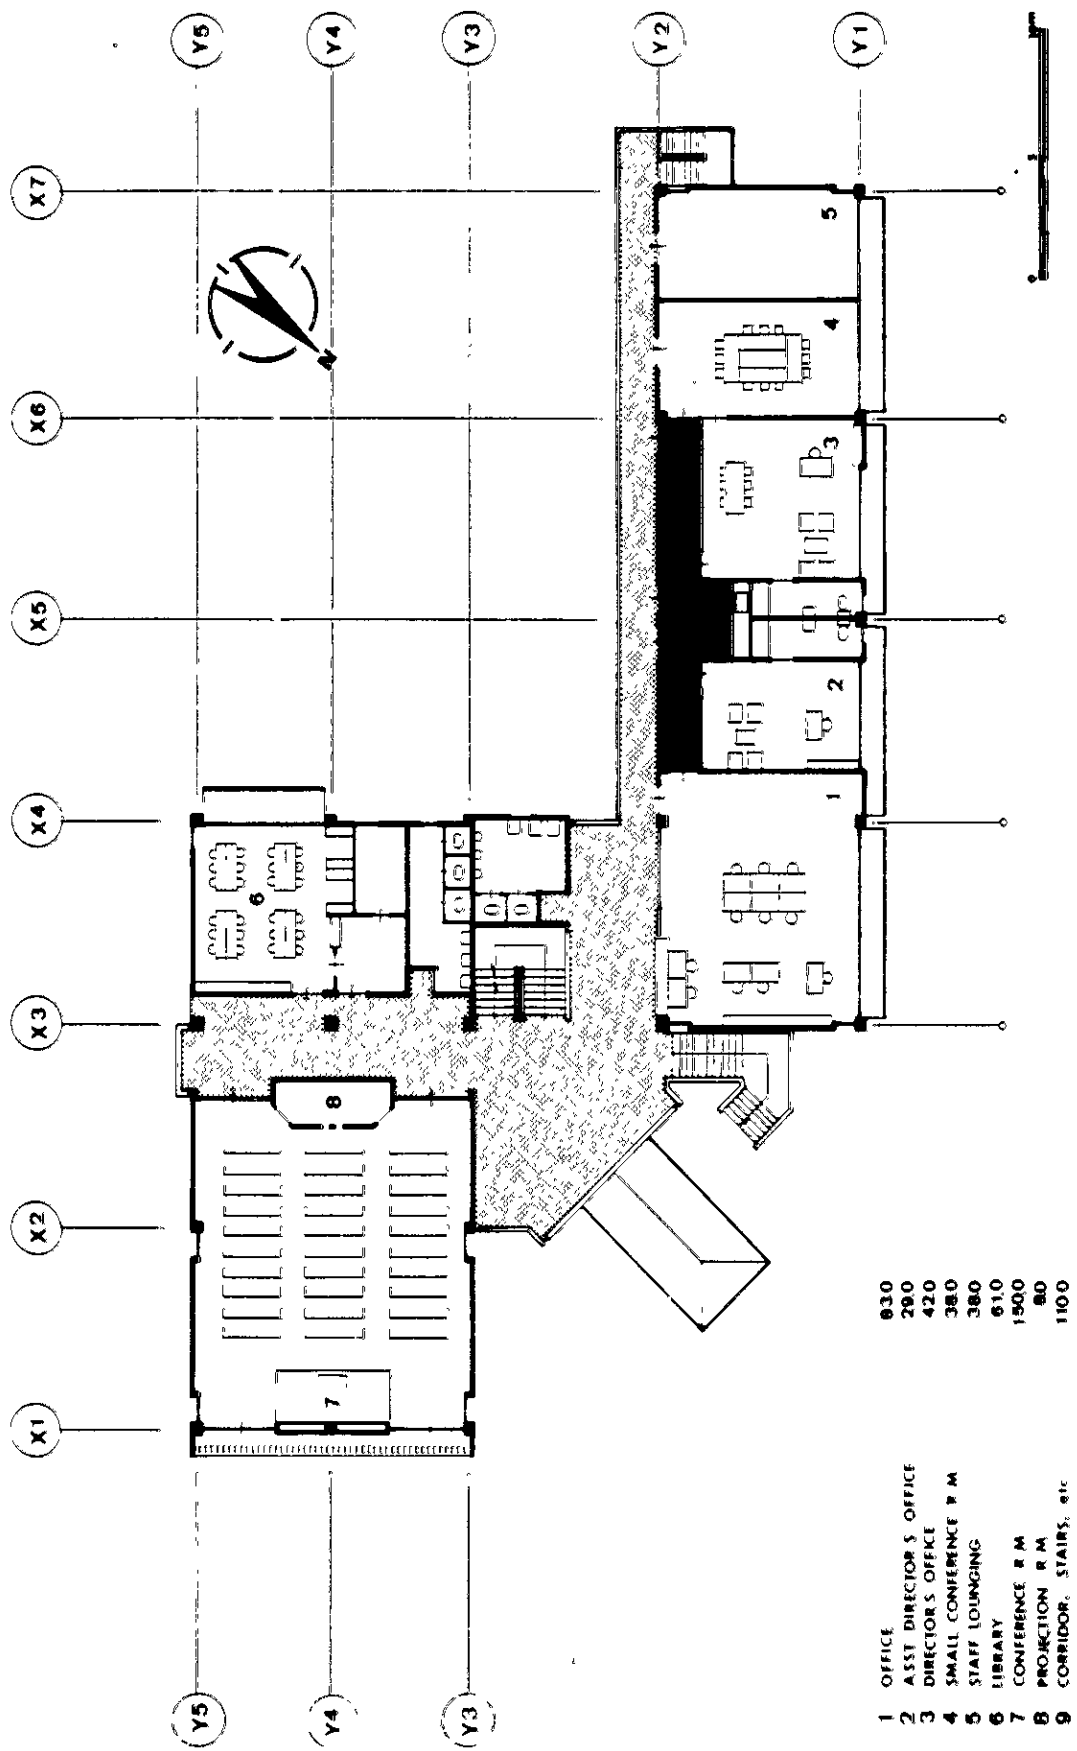 Y5
Y4
Y3
Y2
Y1
X7
X6
X5
X4
X3
X2
X1
N
5
4
3
2
1
6
8
7
0
5
Y5
Y4
Y3
1 OFFICE 83.0
2 ASST DIRECTOR'S OFFICE 29.0
3 DIRECTORS OFFICE 42.0
4 SMALL CONFERENCE R M 38.0
5 STAFF LOUNGING 38.0
6 LIBRARY 61.0
7 CONFERENCE R M 150.0
8 PROJECTION R M 8.0
9 CORRIDOR, STAIRS, etc 110.0